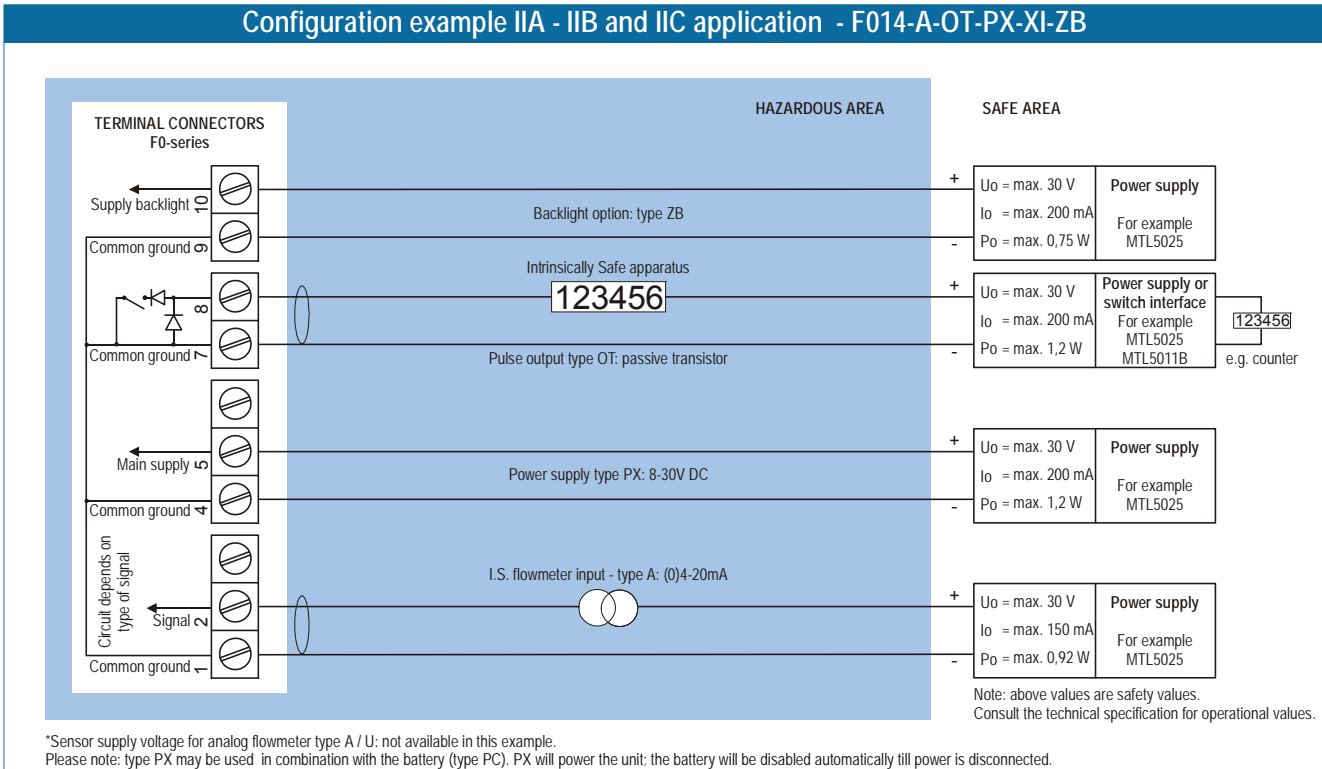 Configuration example IIA - IIB and IIC application - F014-A-OT-PX-XI-ZB
HAZARDOUS AREA
SAFE AREA
TERMINAL CONNECTORS
F0-series
Supply backlight
10
Common ground
9
8
Common ground
7
Main supply
5
Common ground
4
Circuit depends on
type of signal
Signal
2
Common ground
1
Backlight option: type ZB
Intrinsically Safe apparatus
123456
Pulse output type OT: passive transistor
Power supply type PX: 8-30V DC
I.S. flowmeter input - type A: (0)4-20mA
+
-
Uo = max. 30 V
Io = max. 200 mA
Po = max. 0,75 W
Power supply
For example
MTL5025
+
-
Uo = max. 30 V
Io = max. 200 mA
Po = max. 1,2 W
Power supply or
switch interface
For example
MTL5025
MTL5011B
123456
e.g. counter
+
-
Uo = max. 30 V
Io = max. 200 mA
Po = max. 1,2 W
Power supply
For example
MTL5025
+
-
Uo = max. 30 V
Io = max. 150 mA
Po = max. 0,92 W
Power supply
For example
MTL5025
Note: above values are safety values.
Consult the technical specification for operational values.
*Sensor supply voltage for analog flowmeter type A / U: not available in this example.
Please note: type PX may be used in combination with the battery (type PC). PX will power the unit; the battery will be disabled automatically till power is disconnected.